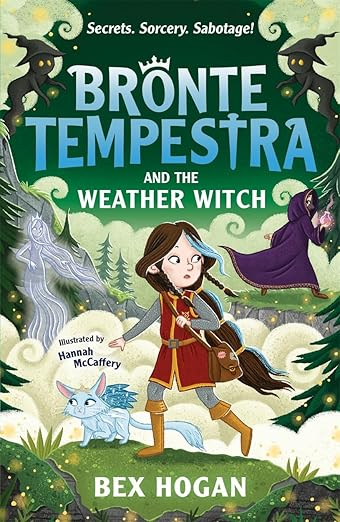 Secrets. Sorcery. Sabotage!
BRONTE
TEMPESTRA
AND THE
WEATHER WITCH
Illustrated by
Hannah
McCaffery
BEX HOGAN